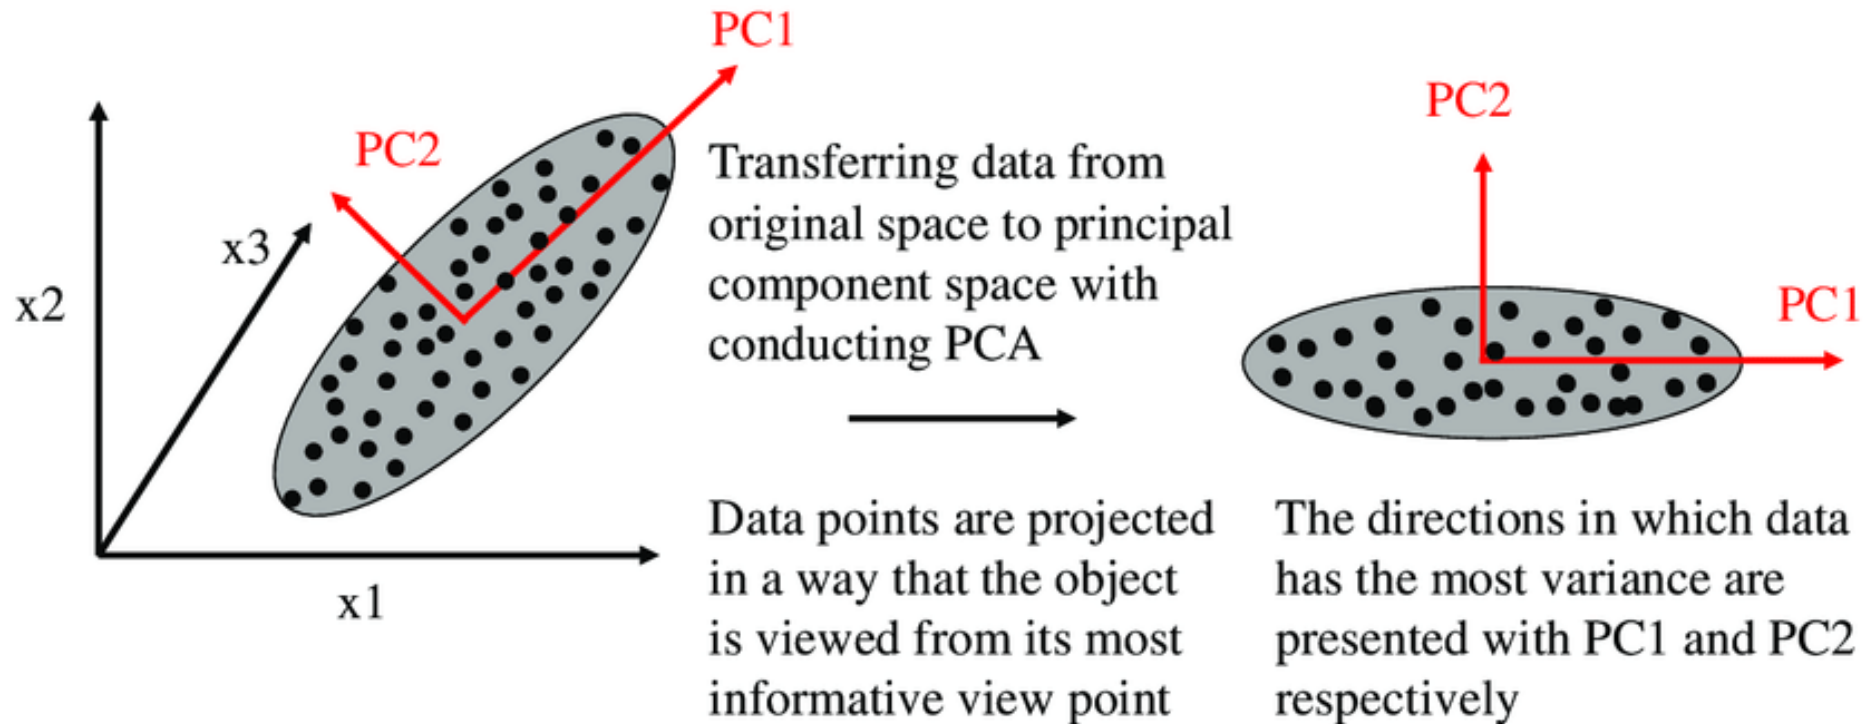 PC1
PC2
x3
x2
x1
Transferring data from
original space to principal
component space with
conducting PCA
Data points are projected
in a way that the object
is viewed from its most
informative view point
PC2
PC1
The directions in which data
has the most variance are
presented with PC1 and PC2
respectively